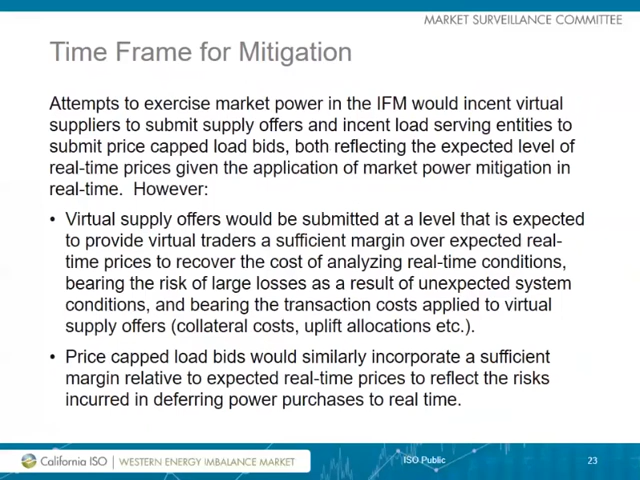 MARKET SURVEILLANCE COMMITTEE
Time Frame for Mitigation
Attempts to exercise market power in the IFM would incent virtual
suppliers to submit supply offers and incent load serving entities to
submit price capped load bids, both reflecting the expected level of
real-time prices given the application of market power mitigation in
real-time. However:
• Virtual supply offers would be submitted at a level that is expected
to provide virtual traders a sufficient margin over expected real-
time prices to recover the cost of analyzing real-time conditions,
bearing the risk of large losses as a result of unexpected system
conditions, and bearing the transaction costs applied to virtual
supply offers (collateral costs, uplift allocations etc.).
• Price capped load bids would similarly incorporate a sufficient
margin relative to expected real-time prices to reflect the risks
incurred in deferring power purchases to real time.
California ISO | WESTERN ENERGY IMBALANCE MARKET
ISO Public
23